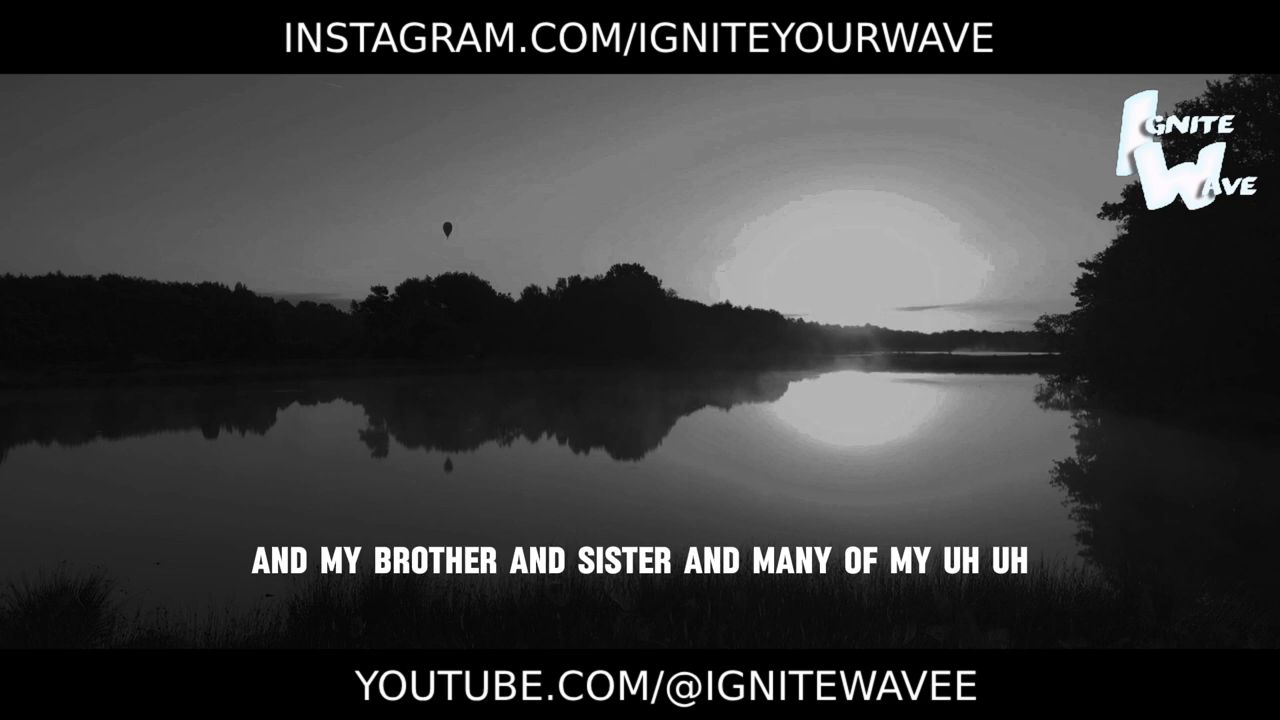 INSTAGRAM.COM/IGNITEYOURWAVE
IGNITE
WAVE
AND MY BROTHER AND SISTER AND MANY OF MY UH UH
YOUTUBE.COM/@IGNITEWAVEE